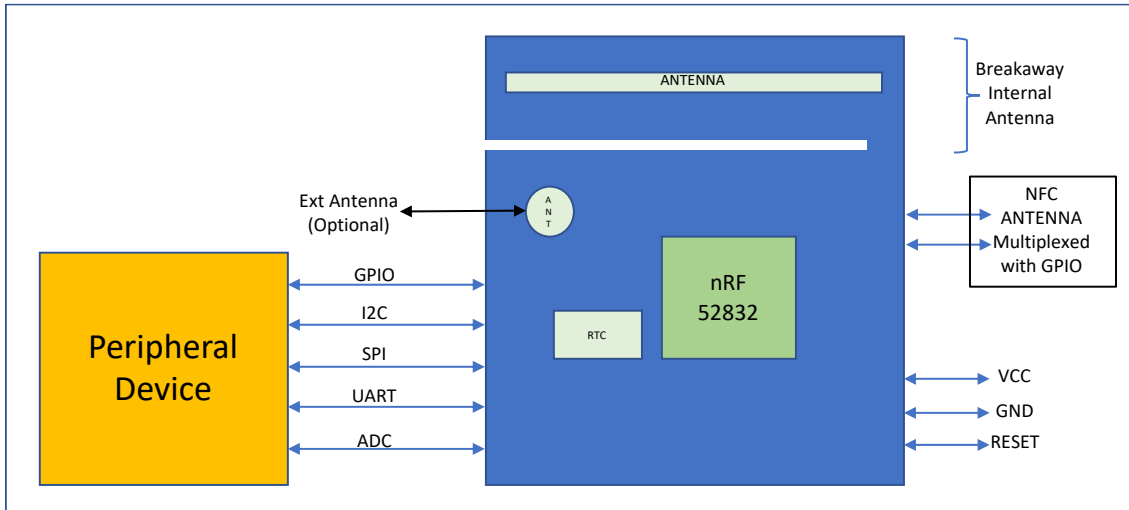 ANTENNA
Breakaway
Internal
Antenna
Ext Antenna
(Optional)
A
N
T
NFC
ANTENNA
Multiplexed
with GPIO
Peripheral
Device
GPIO
I2C
SPI
UART
ADC
nRF
52832
RTC
VCC
GND
RESET